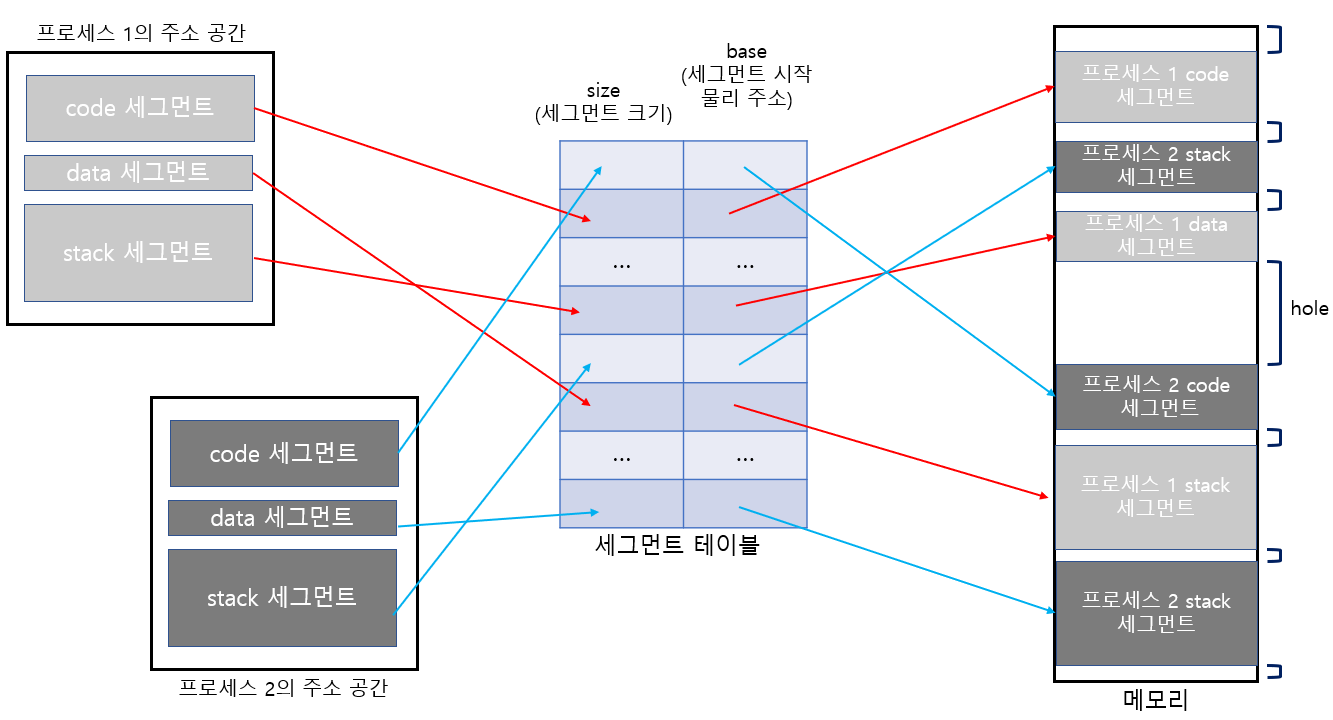 프로세스 1의 주소 공간
code 세그먼트
data 세그먼트
stack 세그먼트
code 세그먼트
data 세그먼트
stack 세그먼트
프로세스 2의 주소 공간
size
(세그먼트 크기)
base
(세그먼트 시작
물리 주소)
... ...
... ...
세그먼트 테이블
프로세스 1 code
세그먼트
프로세스 2 stack
세그먼트
프로세스 1 data
세그먼트
hole
프로세스 2 code
세그먼트
프로세스 1 stack
세그먼트
프로세스 2 stack
세그먼트
메모리